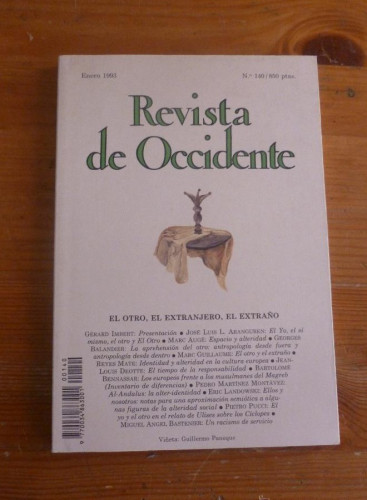 Enero 1993
N.º 140 / 800 ptas.
Revista
de Occidente
EL OTRO, EL EXTRANJERO, EL EXTRAÑO
GÉRARD IMBERT: Presentación ● JOSÉ LUIS L. ARANGUREN: El Yo, el sí
mismo, el otro y El Otro ● MARC AUGÉ: Espacio y alteridad ● GEORGES
BALANDIER: La aprehensión del otro: antropología desde fuera y
antropología desde dentro ● MARC GUILLAUME: El otro y el extraño ●
REYES MATE: Identidad y alteridad en la cultura europea ● JEAN-
LOUIS DEOTTE: El tiempo de la responsabilidad ● BARTOLOMÉ
BENNASSAR: Los europeos frente a los musulmanes del Magreb
(Inventario de diferencias) ● PEDRO MARTÍNEZ MONTÁVEZ:
Al-Andalus: la alter-identidad ● ERIC LANDOWSKI: Ellos y
nosotros: notas para una aproximación semiótica a algu-
nas figuras de la alteridad social ● PIETRO PUCCI: El
yo y el otro en el relato de Ulises sobre los Cíclopes ●
MIGUEL ANGEL BASTENIER: Un racismo de servicio
Viñeta: Guillermo Paneque
00140